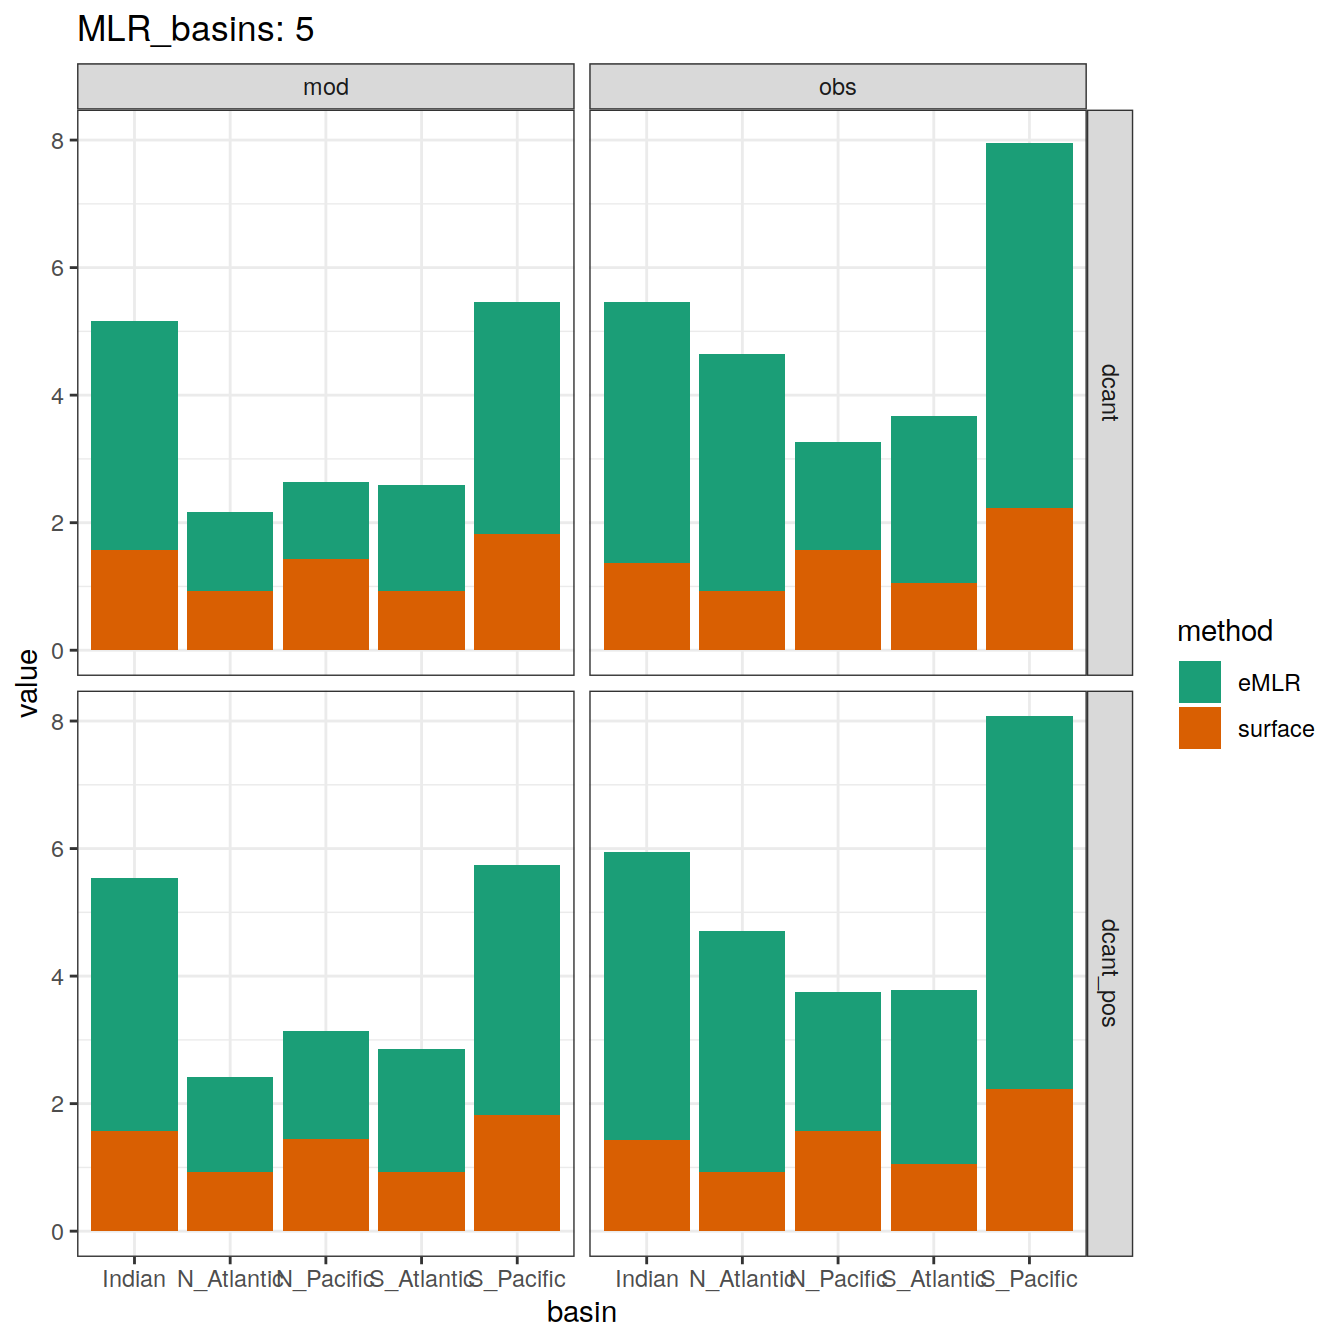 MLR_basins: 5
mod
obs
8
6
4
2
0
dcant
8
6
4
2
0
dcant_pos
value
Indian N_Atlantic N_Pacific S_Atlantic S_Pacific
Indian N_Atlantic N_Pacific S_Atlantic S_Pacific
basin
method
eMLR
surface